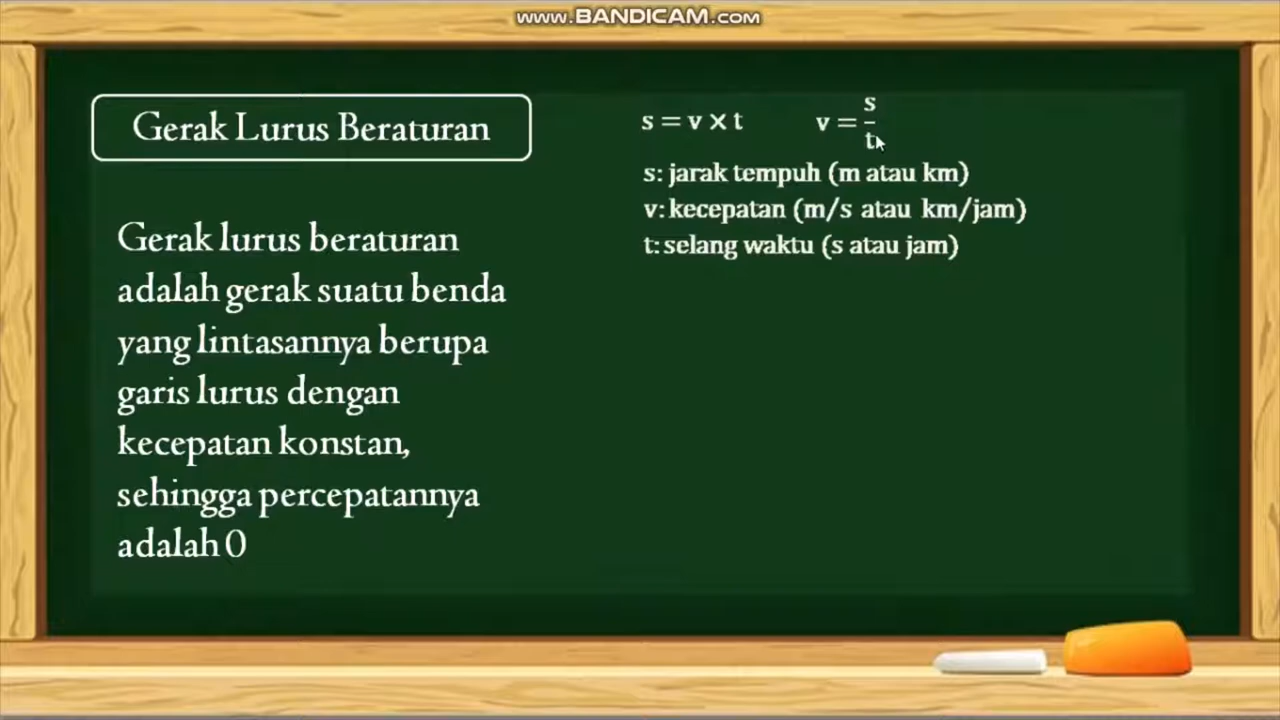 www.BANDICAM.com
Gerak Lurus Beraturan
Gerak lurus beraturan
adalah gerak suatu benda
yang lintasannya berupa
garis lurus dengan
kecepatan konstan,
sehingga percepatannya
adalah 0
s = v × t
v = s/t
s: jarak tempuh (m atau km)
v: kecepatan (m/s atau km/jam)
t: selang waktu (s atau jam)